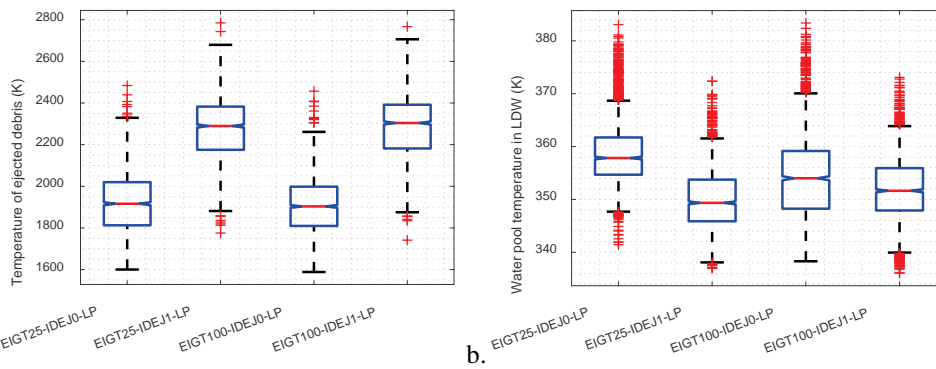 Temperature of ejected debris (K)
2800
2600
2400
2200
2000
1800
1600
EIGT25-IDEJ0-LP
EIGT25-IDEJ1-LP
EIGT100-IDEJ0-LP
EIGT100-IDEJ1-LP
b.
Water pool temperature in LDW (K)
380
370
360
350
340
EIGT25-IDEJ0-LP
EIGT25-IDEJ1-LP
EIGT100-IDEJ0-LP
EIGT100-IDEJ1-LP